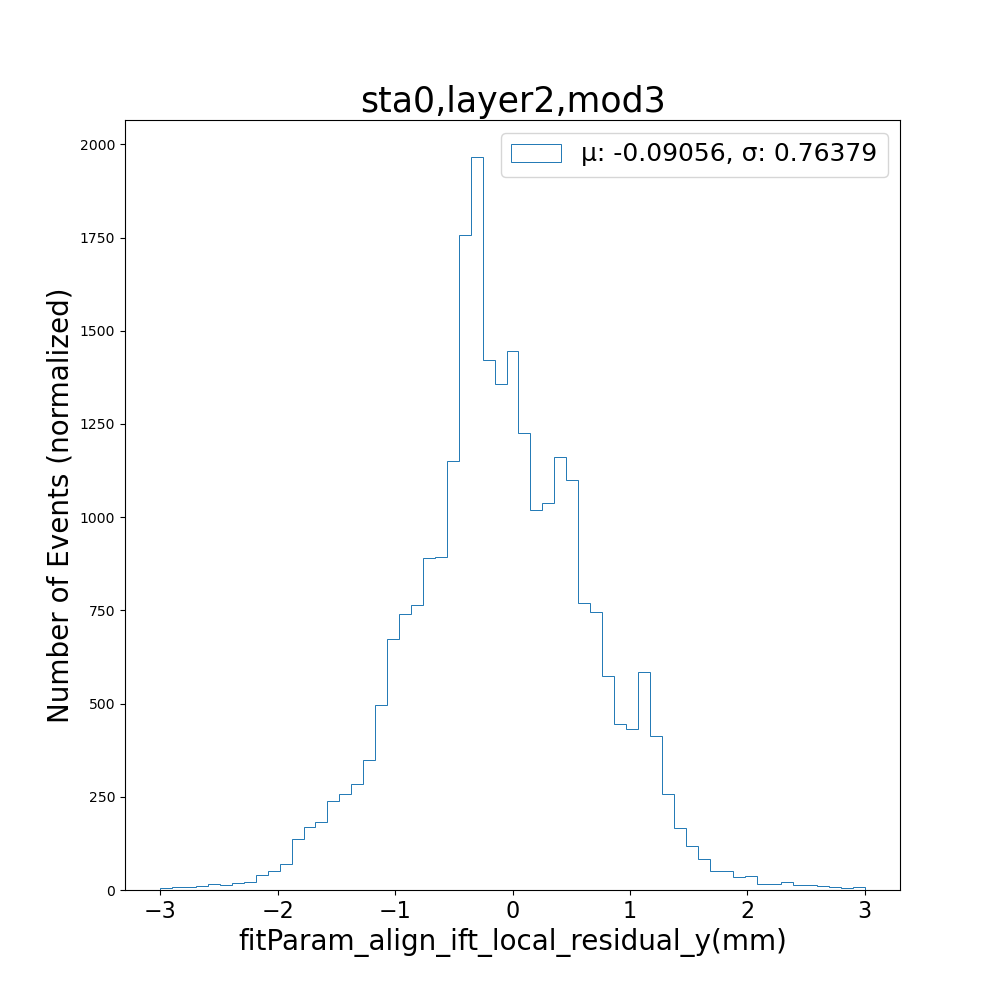 sta0,layer2,mod3
μ: -0.09056, σ: 0.76379
Number of Events (normalized)
2000
1750
1500
1250
1000
750
500
250
0
−3 −2 −1 0 1 2 3
fitParam_align_ift_local_residual_y(mm)